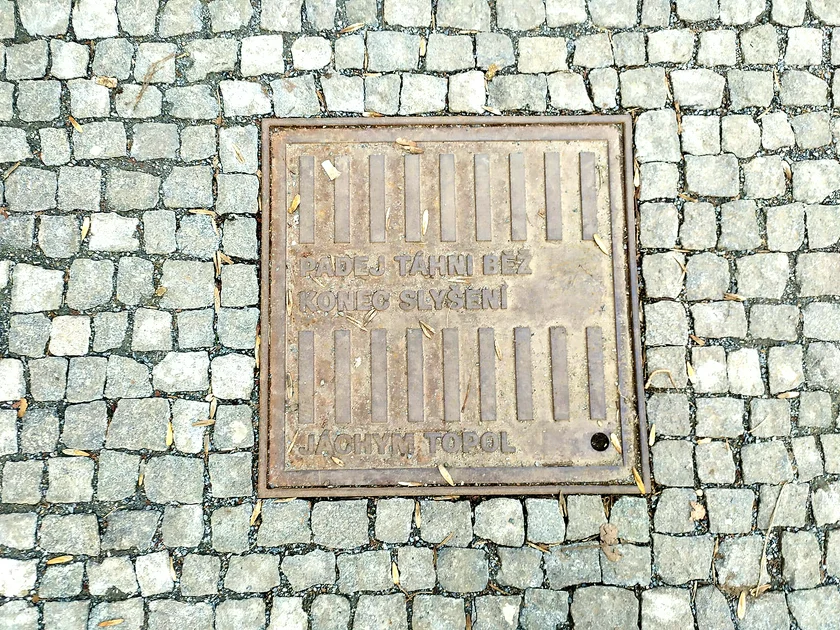 PADEJ TÁHNI BĚŽ
KONEC SLYŠENÍ
JÁCHYM TOPOL